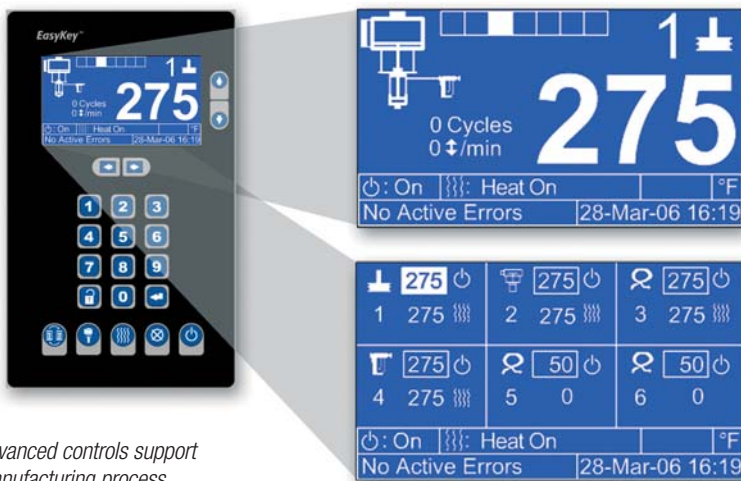 EasyKey™
1
0 Cycles
0 /min
275
: On : Heat On °F
No Active Errors 28-Mar-06 16:19
1 2 3
4 5 6
7 8 9
0
1
0 Cycles
0 /min
275
: On : Heat On °F
No Active Errors 28-Mar-06 16:19
275 275 275
1 275 2 275 3 275
275 50 50
4 275 5 0 6 0
: On : Heat On °F
No Active Errors 28-Mar-06 16:19
controls support
process